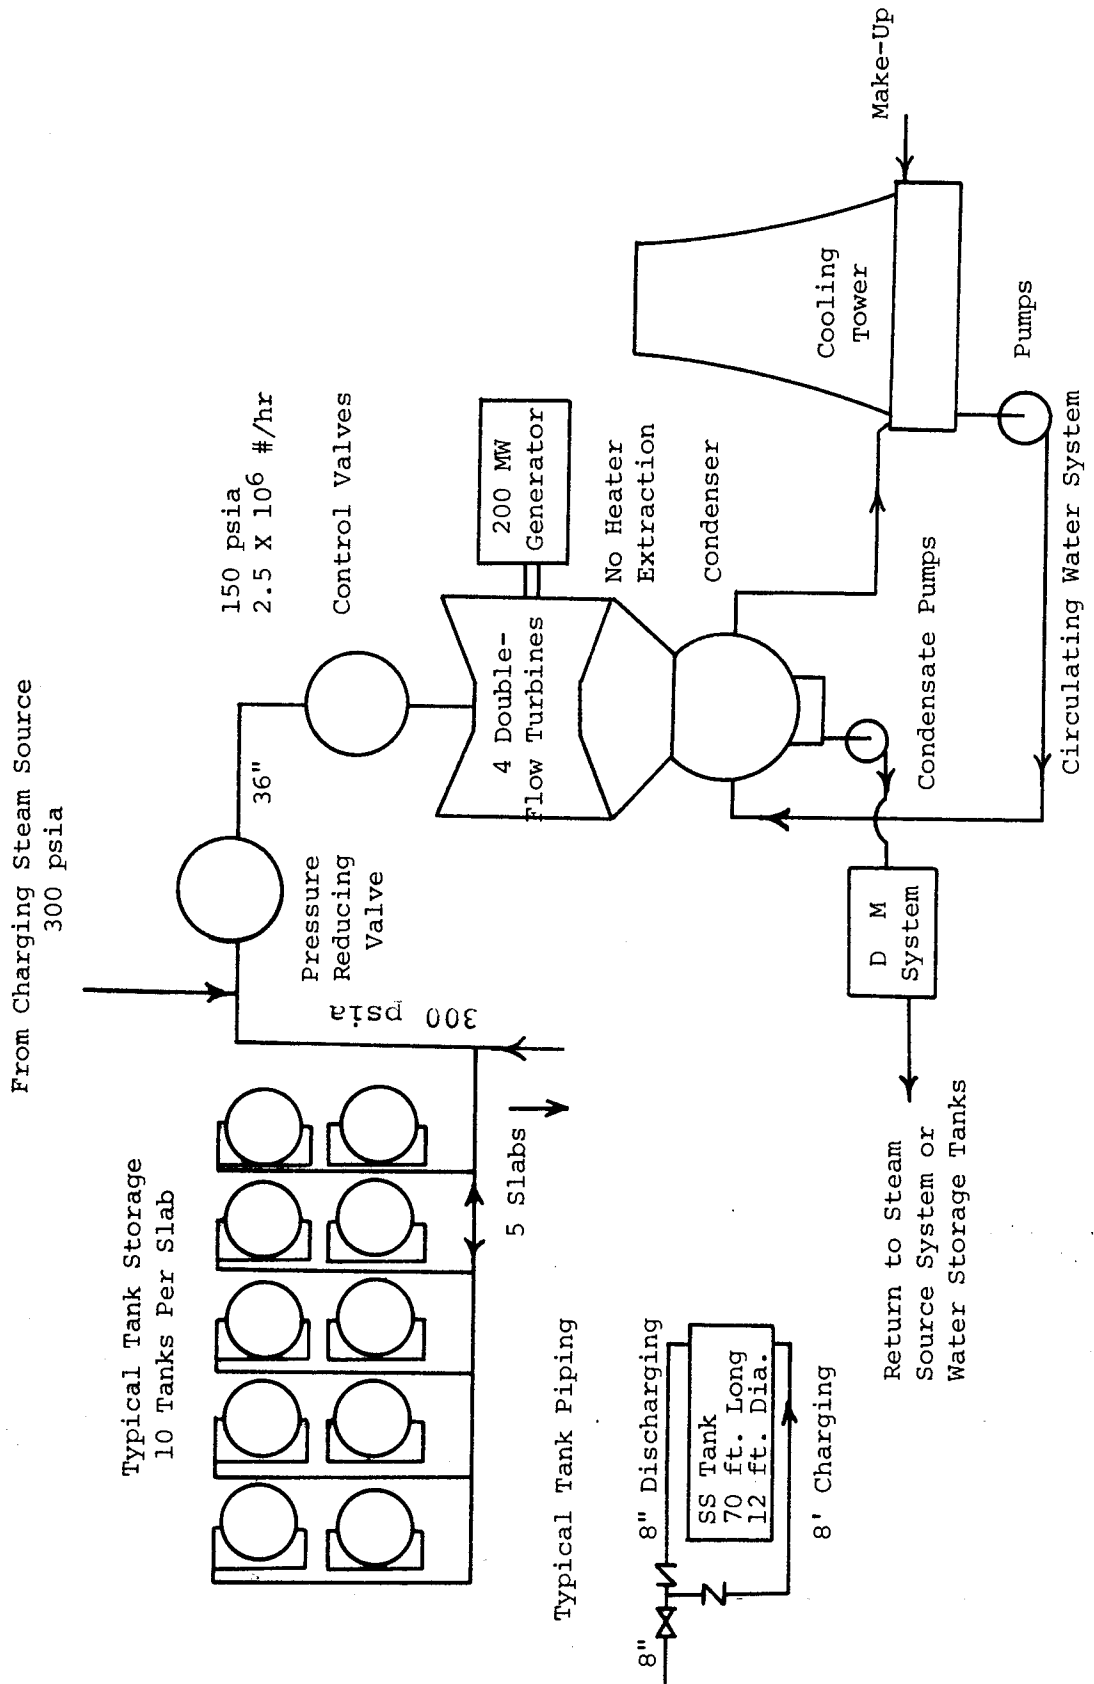 From Charging Steam Source
300 psia
Typical Tank Storage
10 Tanks Per Slab
5 Slabs
300 psia
Pressure
Reducing
Valve
36"
150 psia
2.5 X 10⁶ #/hr
Control Valves
4 Double-
Flow Turbines
200 MW
Generator
No Heater
Extraction
Condenser
Cooling
Tower
Make-Up
Pumps
Condensate Pumps
Circulating Water System
D M
System
Return to Steam
Source System or
Water Storage Tanks
Typical Tank Piping
8"
8" Discharging
SS Tank
70 ft. Long
12 ft. Dia.
8' Charging